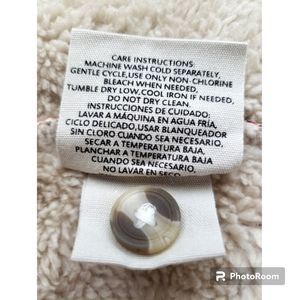 CARE INSTRUCTIONS:
MACHINE WASH COLD SEPARATELY,
GENTLE CYCLE, USE ONLY NON-CHLORINE
BLEACH WHEN NEEDED,
TUMBLE DRY LOW, COOL IRON IF NEEDED,
DO NOT DRY CLEAN.
INSTRUCCIONES DE CUIDADO:
LAVAR A MÁQUINA EN AGUA FRÍA,
CICLO DELICADO, USAR BLANQUEADOR
SIN CLORO CUANDO SEA NECESARIO,
SECAR A TEMPERATURA BAJA,
PLANCHAR A TEMPERATURA BAJA
CUANDO SEA NECESARIO,
NO LAVAR EN SECO
PhotoRoom